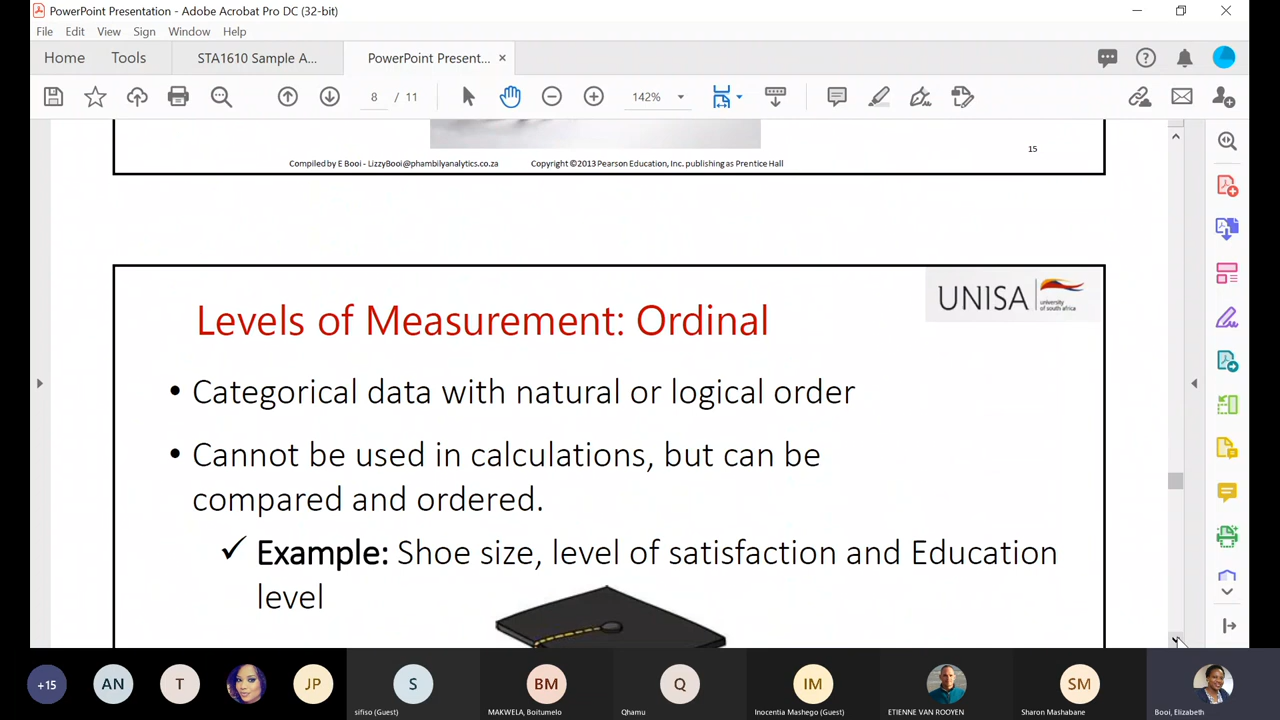 PowerPoint Presentation - Adobe Acrobat Pro DC (32-bit)
File Edit View Sign Window Help
Home Tools STA1610 Sample A... PowerPoint Present... ×
8 / 11 142%
15
Compiled by E Booi - LizzyBooi@phambilyanalytics.co.za Copyright ©2013 Pearson Education, Inc. publishing as Prentice Hall
UNISA university of south africa
Levels of Measurement: Ordinal
• Categorical data with natural or logical order
• Cannot be used in calculations, but can be
compared and ordered.
✓ Example: Shoe size, level of satisfaction and Education
level
+15 AN T JP S BM Q IM SM
sifiso (Guest) MAKWELA, Boitumelo Qhamu Inocentia Mashego (Guest) ETIENNE VAN ROOYEN Sharon Mashabane Booi, Elizabeth